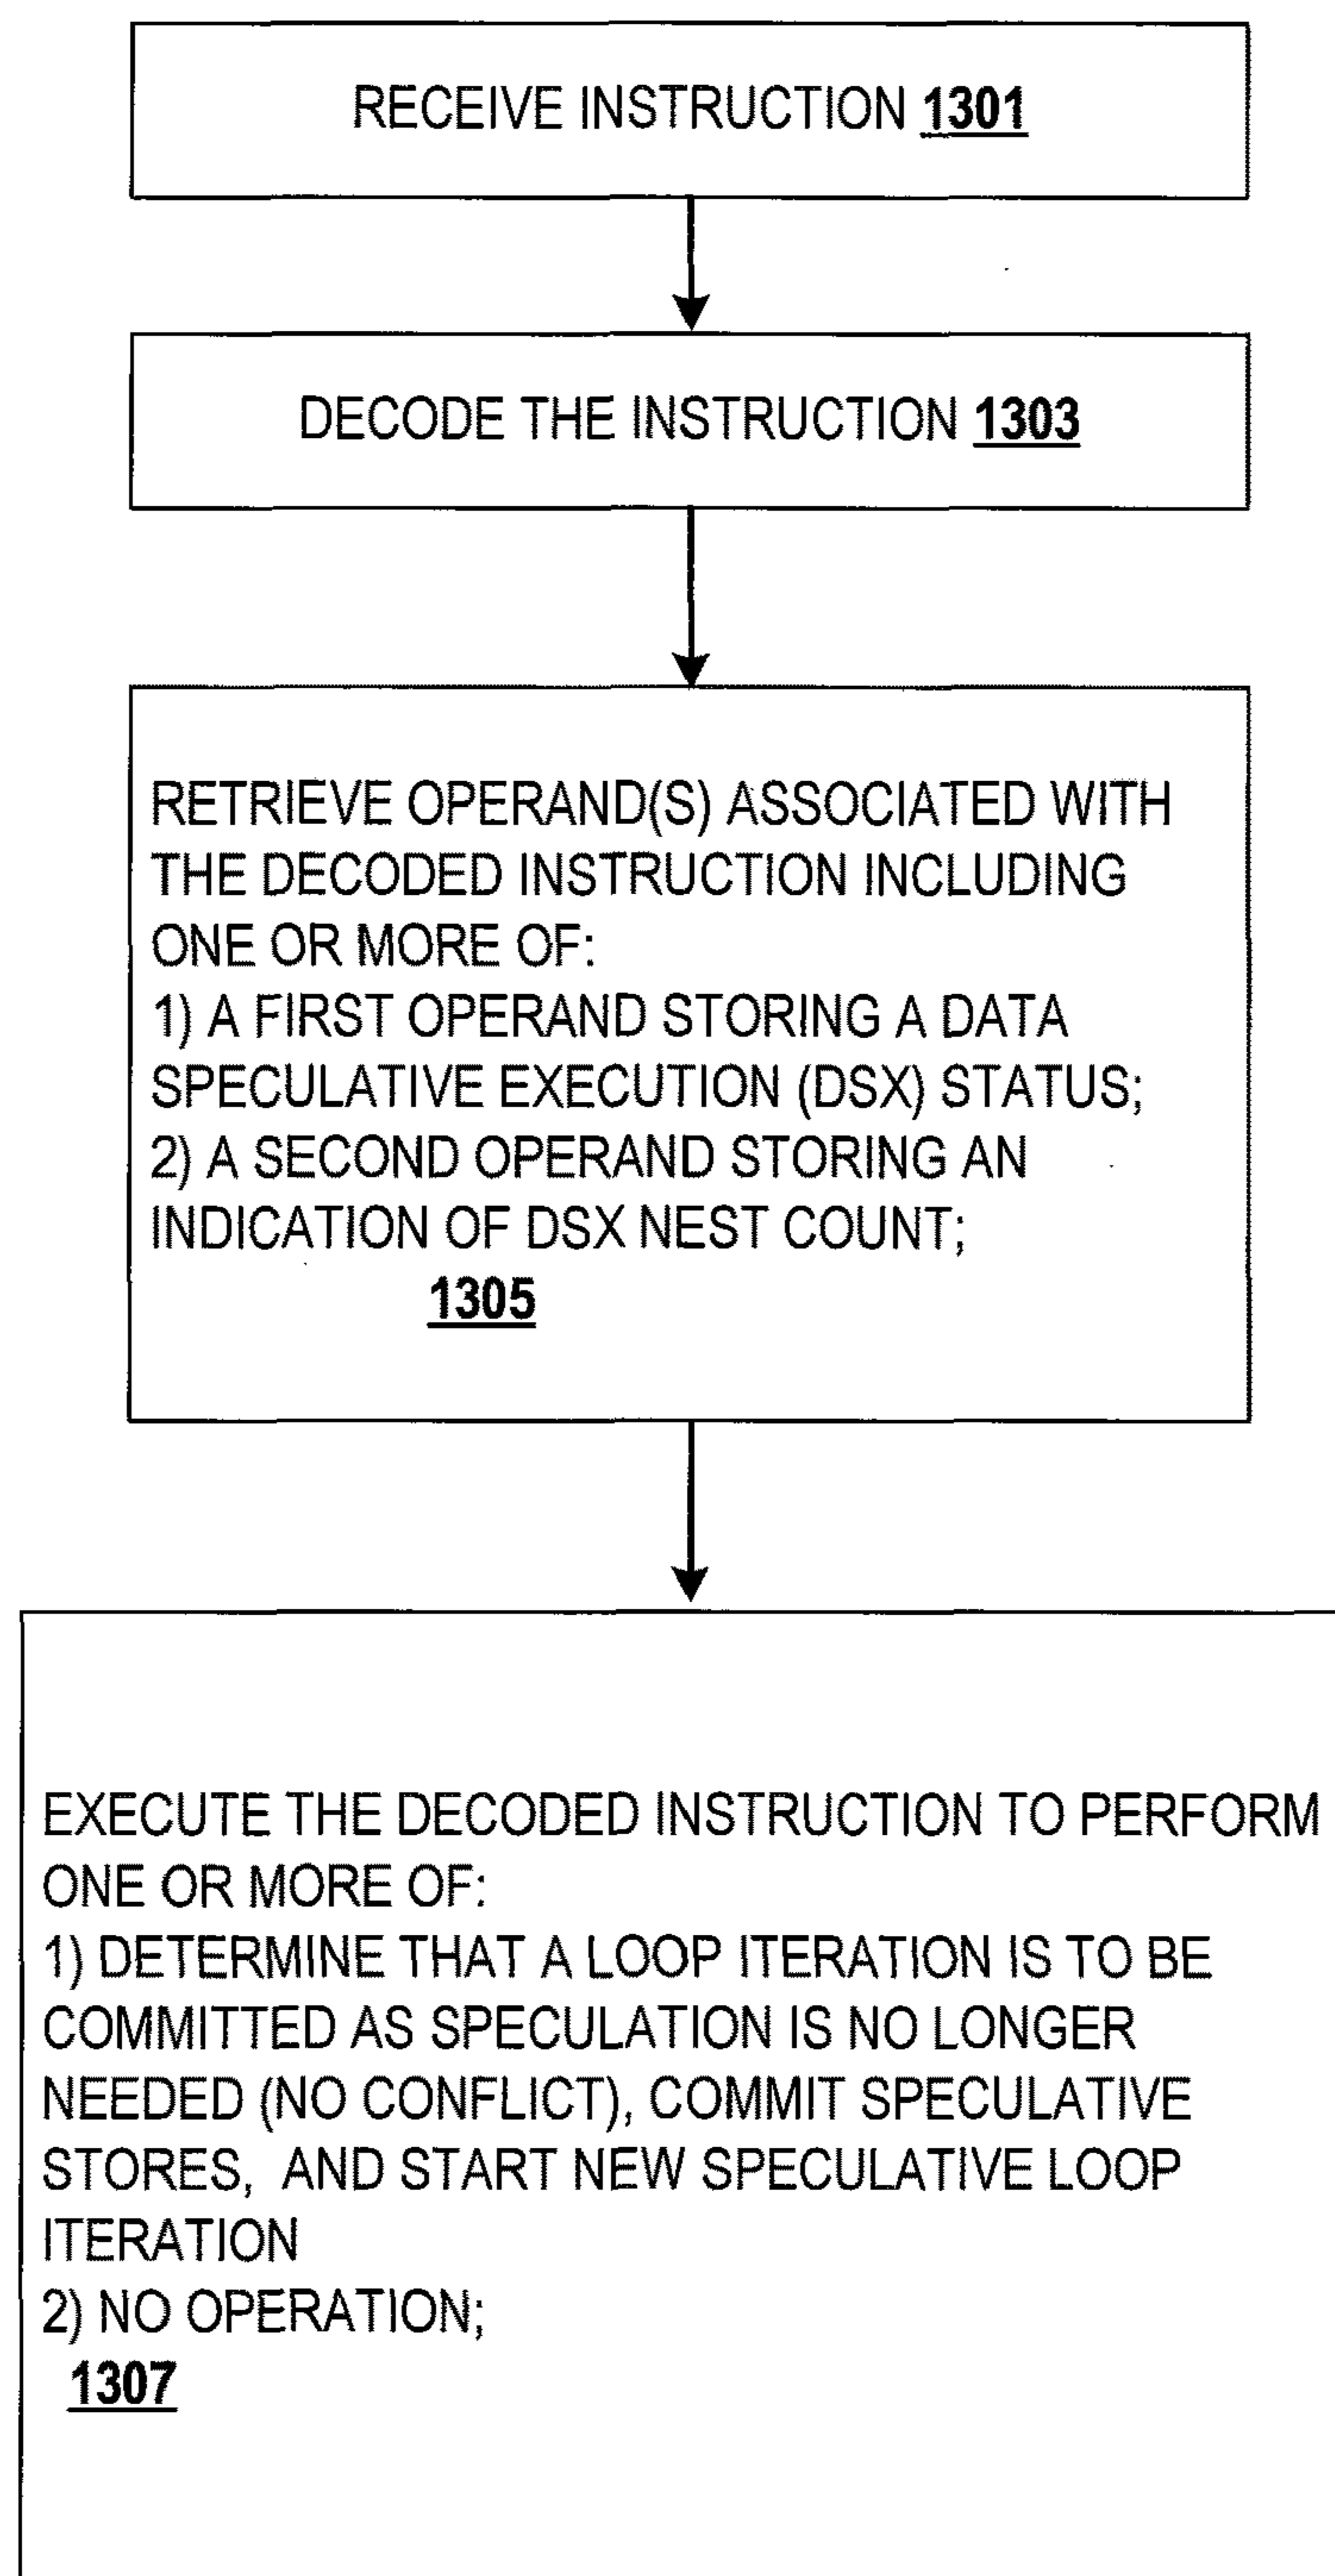 RECEIVE INSTRUCTION 1301
DECODE THE INSTRUCTION 1303
RETRIEVE OPERAND(S) ASSOCIATED WITH
THE DECODED INSTRUCTION INCLUDING
ONE OR MORE OF:
1) A FIRST OPERAND STORING A DATA
SPECULATIVE EXECUTION (DSX) STATUS;
2) A SECOND OPERAND STORING AN
INDICATION OF DSX NEST COUNT;
1305
EXECUTE THE DECODED INSTRUCTION TO PERFORM
ONE OR MORE OF:
1) DETERMINE THAT A LOOP ITERATION IS TO BE
COMMITTED AS SPECULATION IS NO LONGER
NEEDED (NO CONFLICT), COMMIT SPECULATIVE
STORES, AND START NEW SPECULATIVE LOOP
ITERATION
2) NO OPERATION;
1307